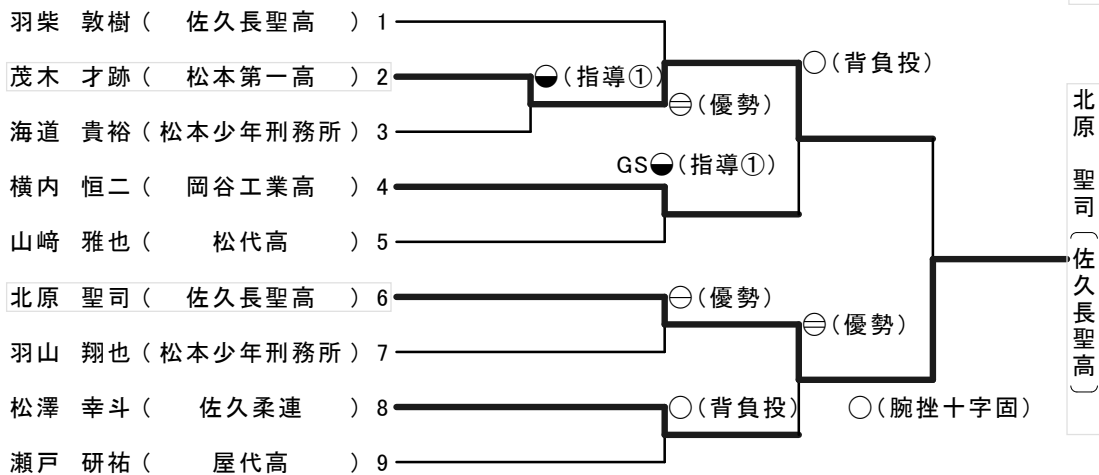 羽柴 敦樹( 佐久長聖高 ) 1
茂木 才跡( 松本第一高 ) 2
海道 貴裕(松本少年刑務所) 3
横内 恒二( 岡谷工業高 ) 4
山﨑 雅也( 松代高 ) 5
北原 聖司( 佐久長聖高 ) 6
羽山 翔也(松本少年刑務所) 7
松澤 幸斗( 佐久柔連 ) 8
瀬戸 研祐( 屋代高 ) 9
(指導①)
(優勢)
GS (指導①)
○(背負投)
(優勢)
○(背負投)
(優勢)
○(腕挫十字固)
北原 聖司(佐久長聖高)